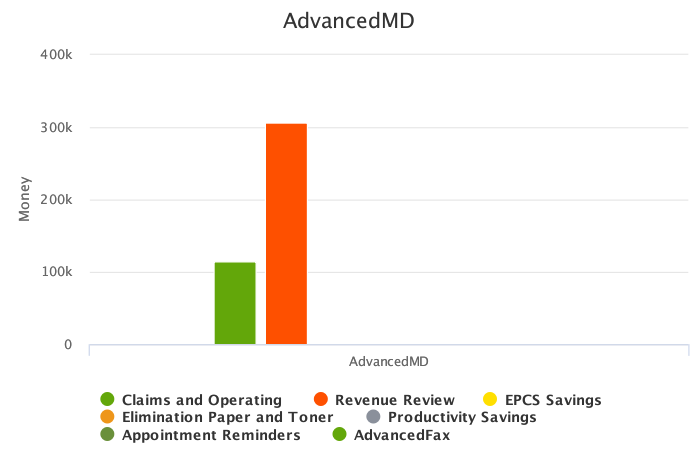 AdvancedMD
400k
300k
200k
100k
0
Money
AdvancedMD
Claims and Operating Revenue Review EPCS Savings
Elimination Paper and Toner Productivity Savings
Appointment Reminders AdvancedFax